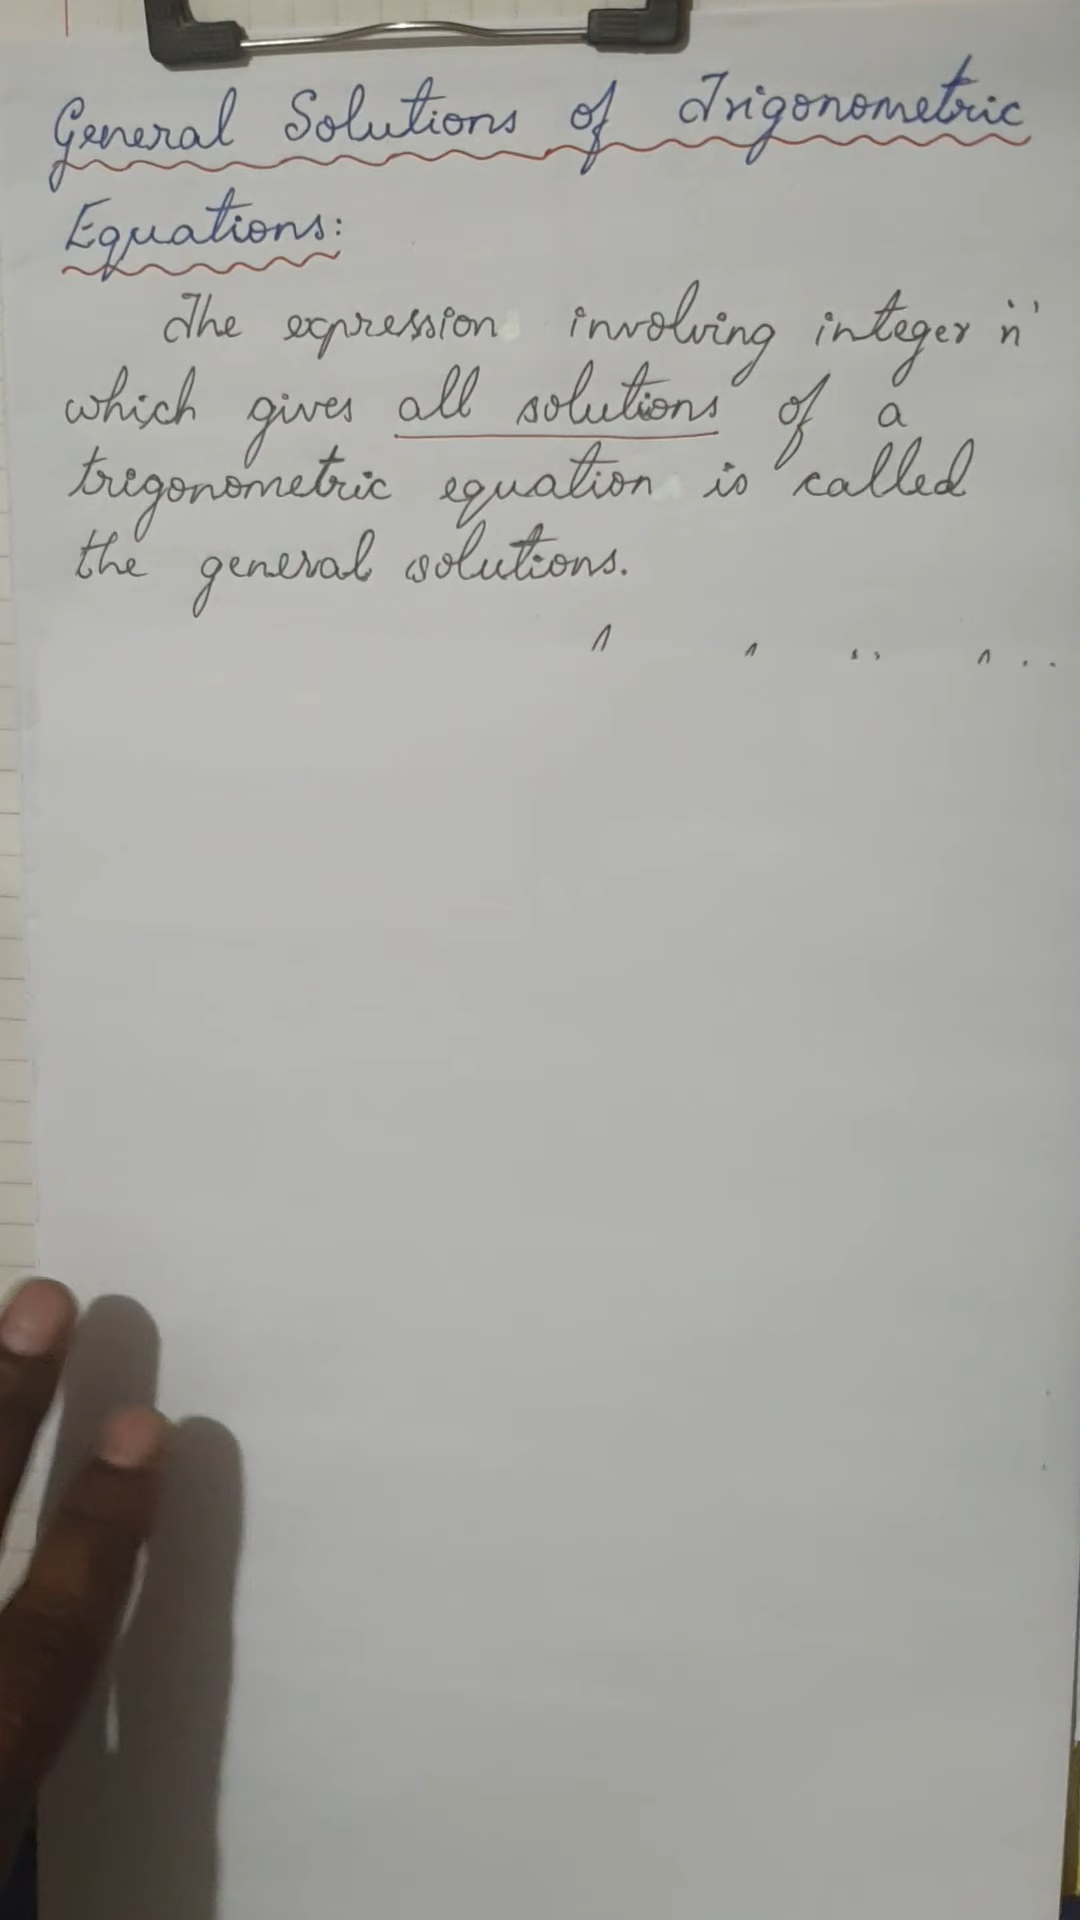 General Solutions of Trigonometric
Equations:
The expression involving integer 'n'
which gives all solutions of a
trigonometric equation is called
the general solutions.